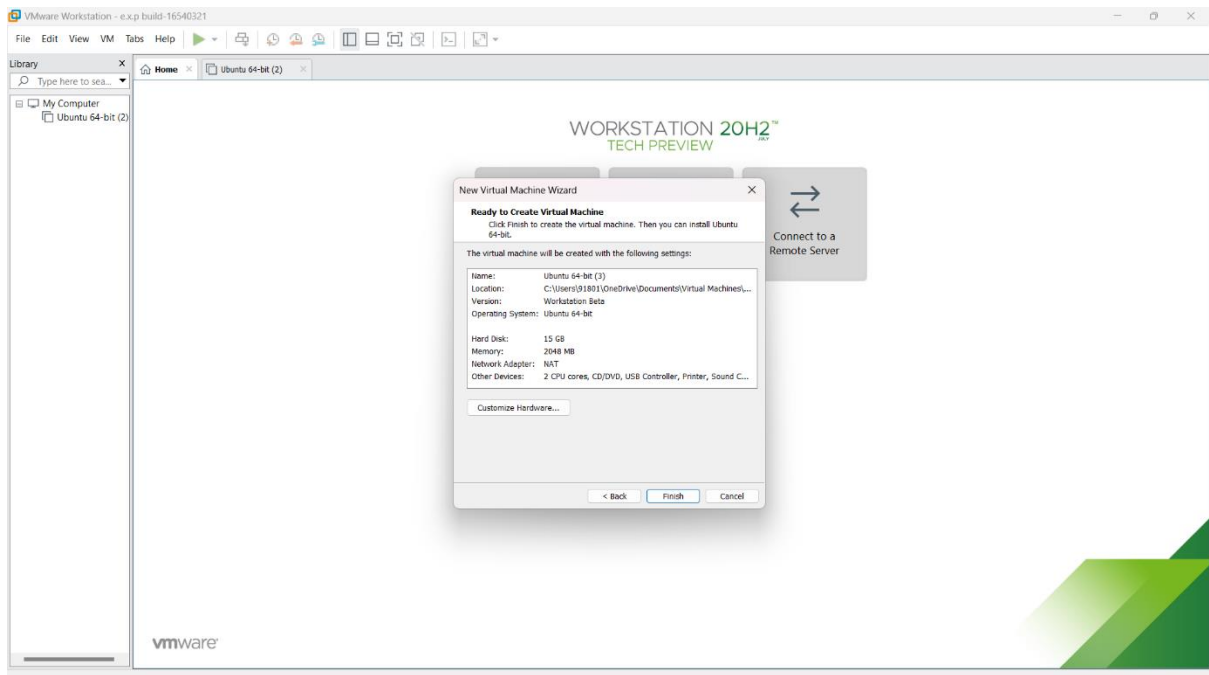 VMware Workstation - e.x.p build-16540321
File Edit View VM Tabs Help
Library X
Type here to sea...
My Computer
Ubuntu 64-bit (2)
Home
Ubuntu 64-bit (2)
WORKSTATION 20H2™
JULY
TECH PREVIEW
Connect to a
Remote Server
New Virtual Machine Wizard
Ready to Create Virtual Machine
Click Finish to create the virtual machine. Then you can install Ubuntu
64-bit.
The virtual machine will be created with the following settings:
Name: Ubuntu 64-bit (3)
Location: C:\Users\91801\OneDrive\Documents\Virtual Machines\...
Version: Workstation Beta
Operating System: Ubuntu 64-bit
Hard Disk: 15 GB
Memory: 2048 MB
Network Adapter: NAT
Other Devices: 2 CPU cores, CD/DVD, USB Controller, Printer, Sound C...
Customize Hardware...
< Back Finish Cancel
vmware